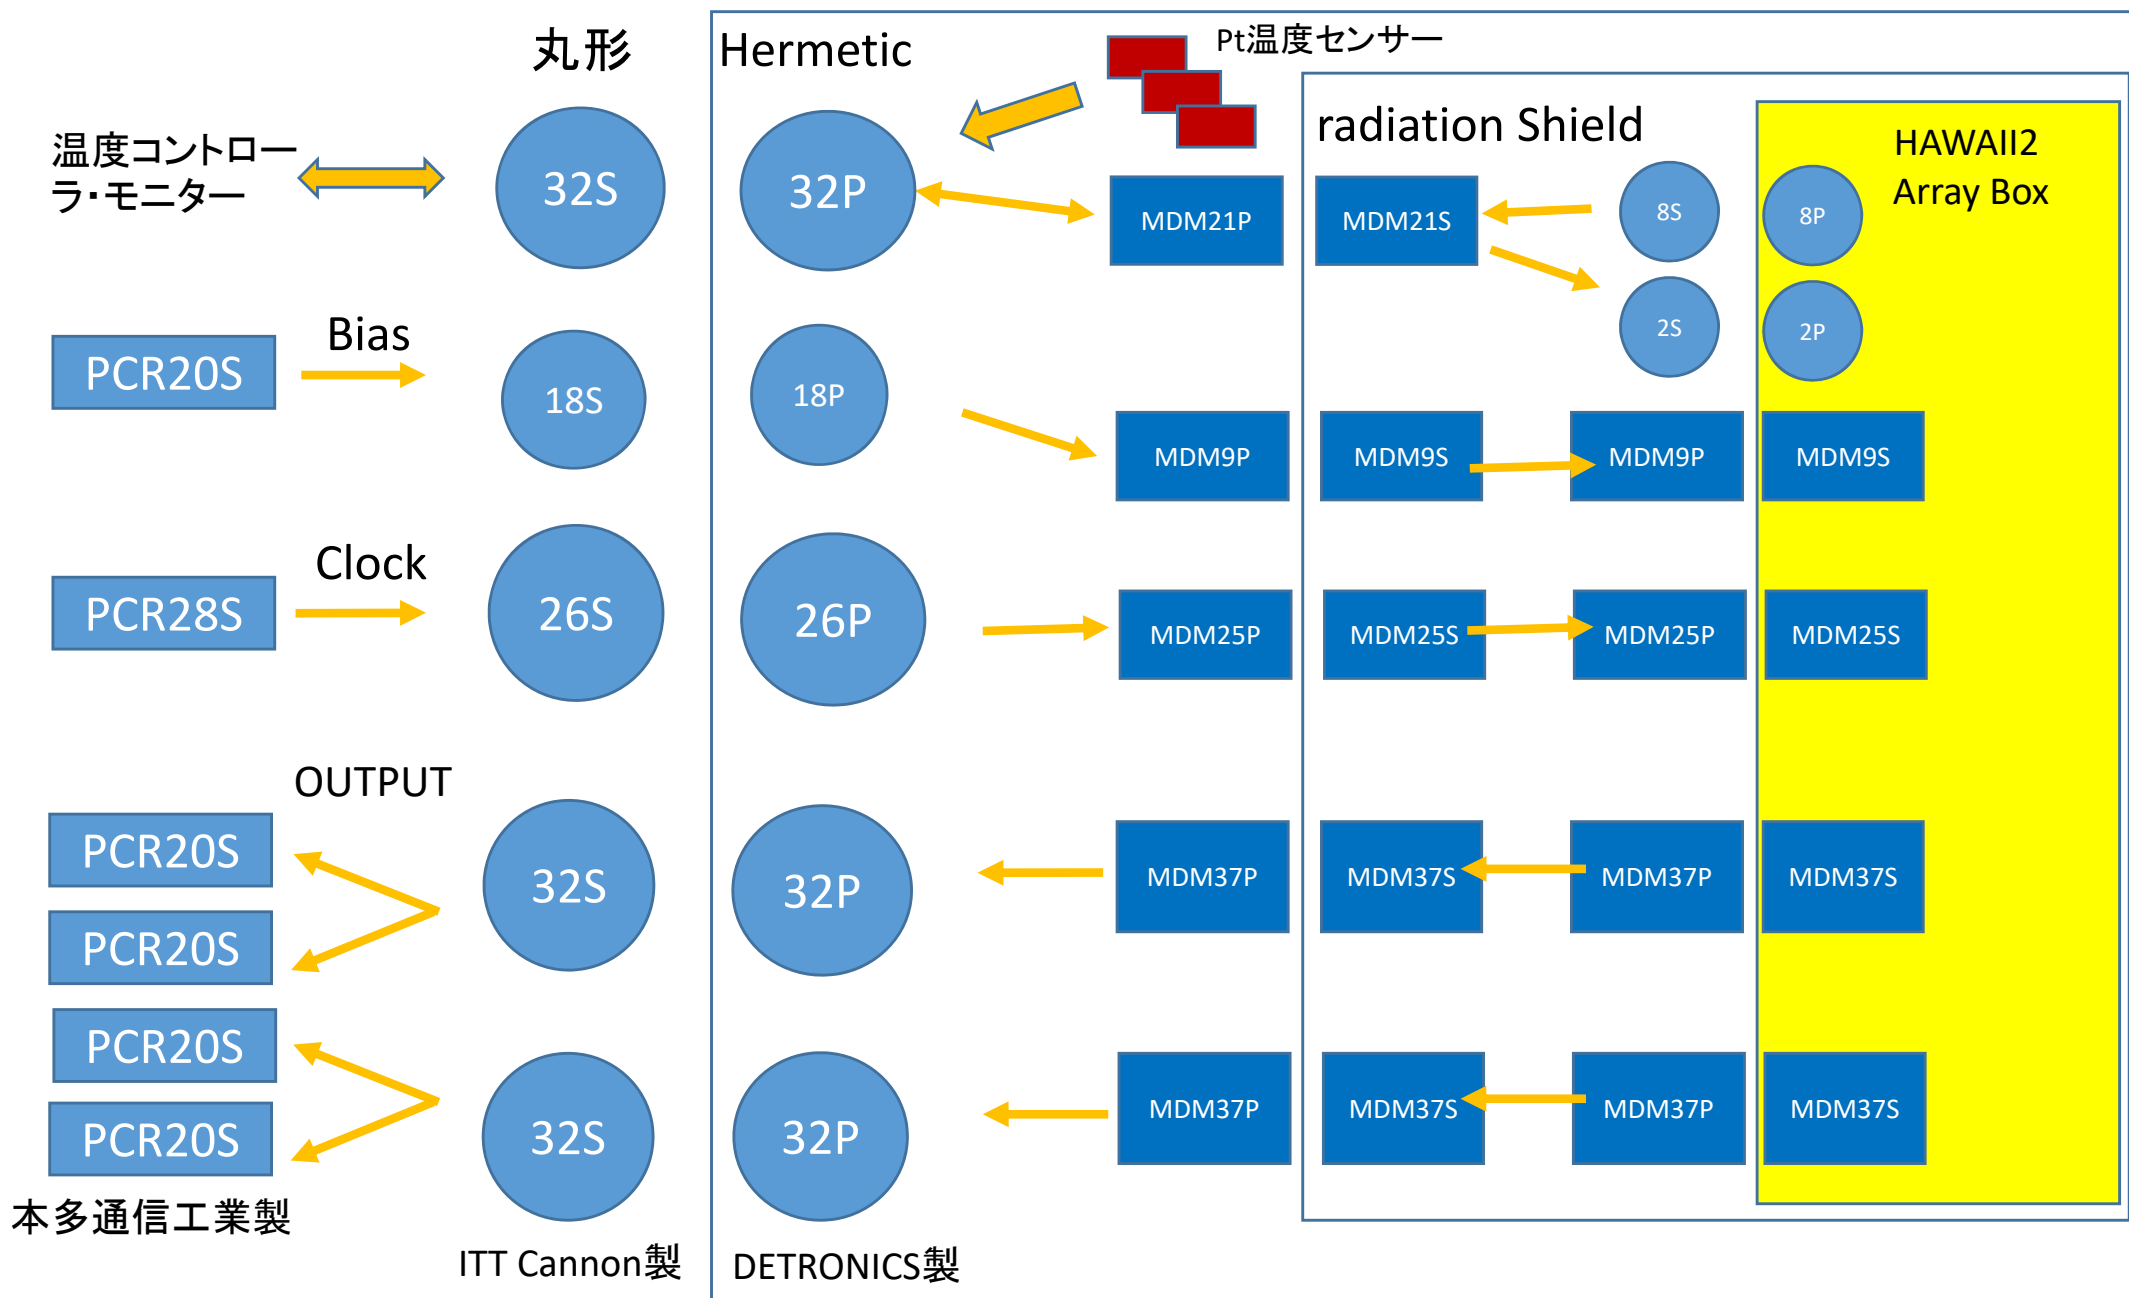 丸形
Hermetic
Pt温度センサー
radiation Shield
HAWAII2
Array Box
温度コントロー
ラ・モニター
32S
32P
MDM21P
MDM21S
8S
8P
2S
2P
Bias
PCR20S
18S
18P
MDM9P
MDM9S
MDM9P
MDM9S
Clock
PCR28S
26S
26P
MDM25P
MDM25S
MDM25P
MDM25S
OUTPUT
PCR20S
PCR20S
32S
32P
MDM37P
MDM37S
MDM37P
MDM37S
PCR20S
PCR20S
32S
32P
MDM37P
MDM37S
MDM37P
MDM37S
本多通信工業製
ITT Cannon製
DETRONICS製